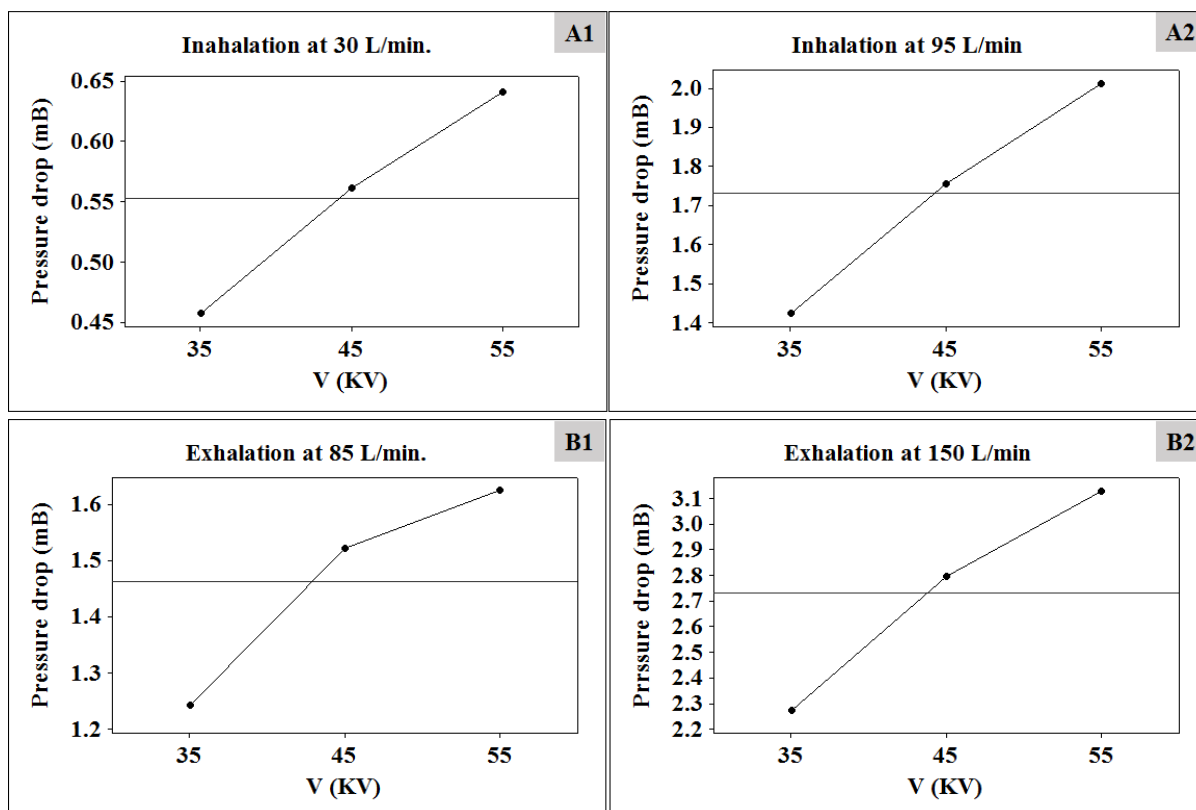 A1
Inahalation at 30 L/min.
Pressure drop (mB)
0.65
0.60
0.55
0.50
0.45
35 45 55
V (KV)
A2
Inhalation at 95 L/min
Pressure drop (mB)
2.0
1.9
1.8
1.7
1.6
1.5
1.4
35 45 55
V (KV)
B1
Exhalation at 85 L/min.
Pressure drop (mB)
1.6
1.5
1.4
1.3
1.2
35 45 55
V (KV)
B2
Exhalation at 150 L/min
Prrssure drop (mB)
3.1
3.0
2.9
2.8
2.7
2.6
2.5
2.4
2.3
2.2
35 45 55
V (KV)